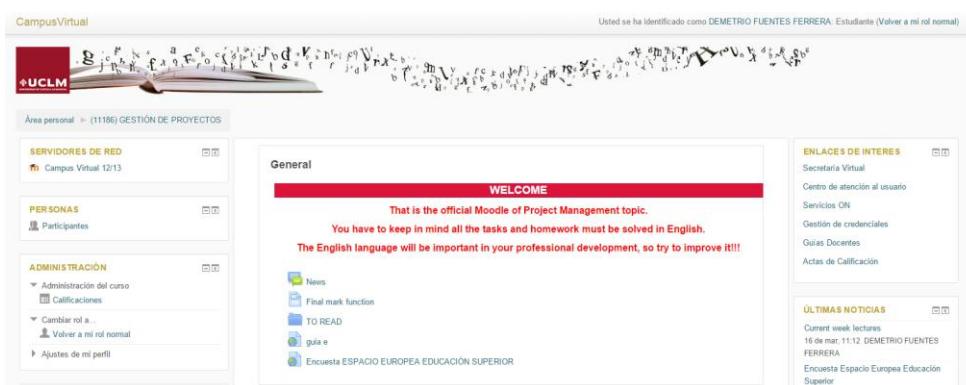 CampusVirtual
Usted se ha identificado como DEMETRIO FUENTES FERRERA: Estudiante (Volver a mi rol normal)
UCLM
Área personal ► (11186) GESTIÓN DE PROYECTOS
SERVIDORES DE RED
Campus Virtual 12/13
PERSONAS
Participantes
ADMINISTRACIÓN
Administración del curso
Calificaciones
Cambiar rol a...
Volver a mi rol normal
Ajustes de mi perfil
General
WELCOME
That is the official Moodle of Project Management topic.
You have to keep in mind all the tasks and homework must be solved in English.
The English language will be important in your professional development, so try to improve it!!!
News
Final mark function
TO READ
guia e
Encuesta ESPACIO EUROPEA EDUCACIÓN SUPERIOR
ENLACES DE INTERES
Secretaría Virtual
Centro de atención al usuario
Servicios ON
Gestión de credenciales
Guías Docentes
Actas de Calificación
ÚLTIMAS NOTICIAS
Current week lectures
16 de mar, 11:12 DEMETRIO FUENTES
FERRERA
Encuesta Espacio Europea Educación
Superior